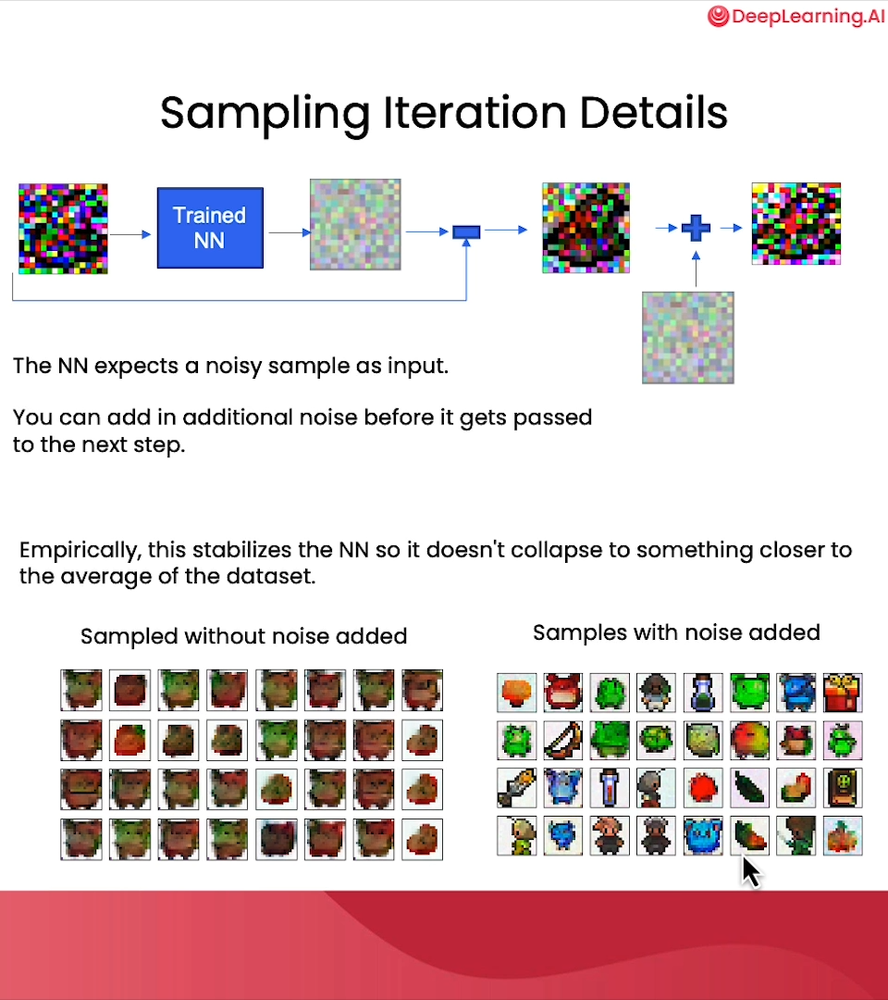 DeepLearning.AI
Sampling Iteration Details
Trained
NN
The NN expects a noisy sample as input.
You can add in additional noise before it gets passed
to the next step.
Empirically, this stabilizes the NN so it doesn't collapse to something closer to
the average of the dataset.
Sampled without noise added
Samples with noise added